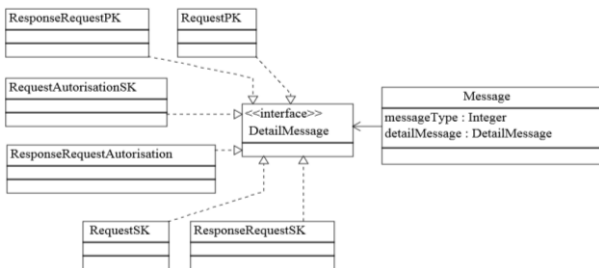 ResponseRequestPK
RequestPK
RequestAutorisationSK
<<interface>>
DetailMessage
Message
messageType : Integer
detailMessage : DetailMessage
ResponseRequestAutorisation
RequestSK
ResponseRequestSK